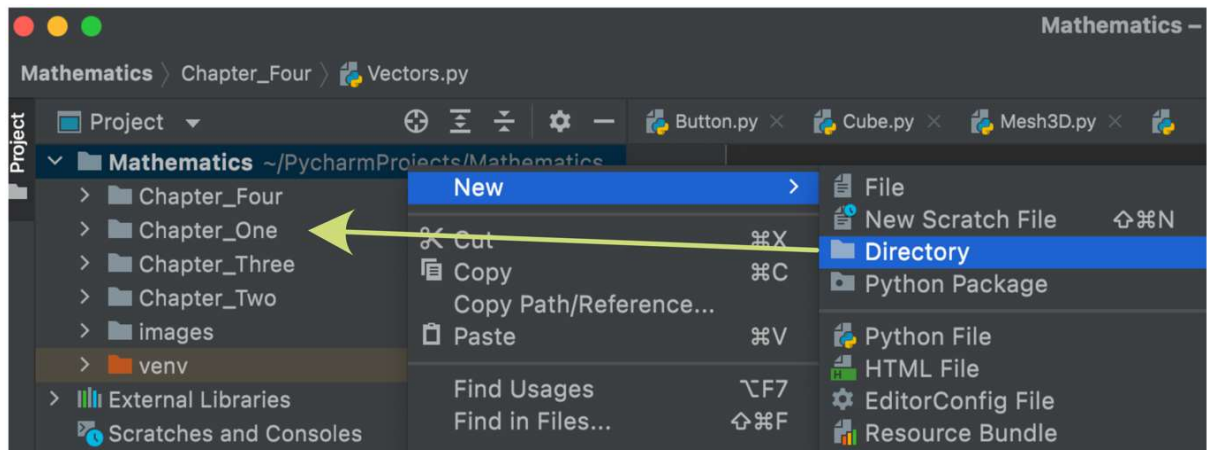 Mathematics –
Mathematics Chapter_Four Vectors.py
Project
Project
Button.py Cube.py Mesh3D.py
Mathematics ~/PycharmProjects/Mathematics
Chapter_Four
Chapter_One
Chapter_Three
Chapter_Two
images
venv
External Libraries
Scratches and Consoles
New
Cut ⌘X
Copy ⌘C
Copy Path/Reference...
Paste ⌘V
Find Usages ⌥F7
Find in Files... ⇧⌘F
File
New Scratch File ⇧⌘N
Directory
Python Package
Python File
HTML File
EditorConfig File
Resource Bundle